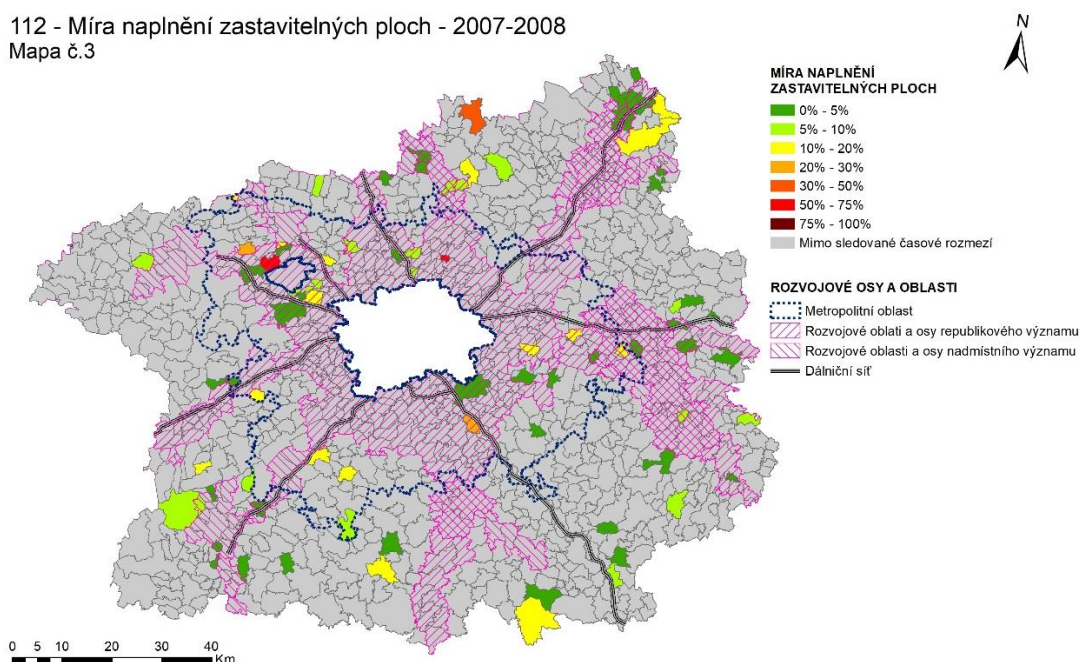 112 - Míra naplnění zastavitelných ploch - 2007-2008
Mapa č.3
N
MÍRA NAPLNĚNÍ
ZASTAVITELNÝCH PLOCH
0% - 5%
5% - 10%
10% - 20%
20% - 30%
30% - 50%
50% - 75%
75% - 100%
Mimo sledované časové rozmezí
ROZVOJOVÉ OSY A OBLASTI
Metropolitní oblast
Rozvojové oblati a osy republikového významu
Rozvojové oblasti a osy nadmístního významu
Dálniční síť
0 5 10 20 30 40
Km